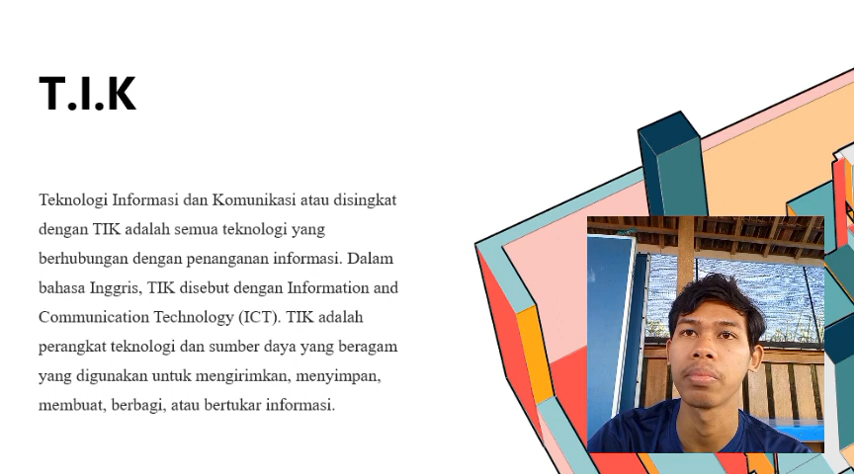 T.I.K
Teknologi Informasi dan Komunikasi atau disingkat
dengan TIK adalah semua teknologi yang
berhubungan dengan penanganan informasi. Dalam
bahasa Inggris, TIK disebut dengan Information and
Communication Technology (ICT). TIK adalah
perangkat teknologi dan sumber daya yang beragam
yang digunakan untuk mengirimkan, menyimpan,
membuat, berbagi, atau bertukar informasi.